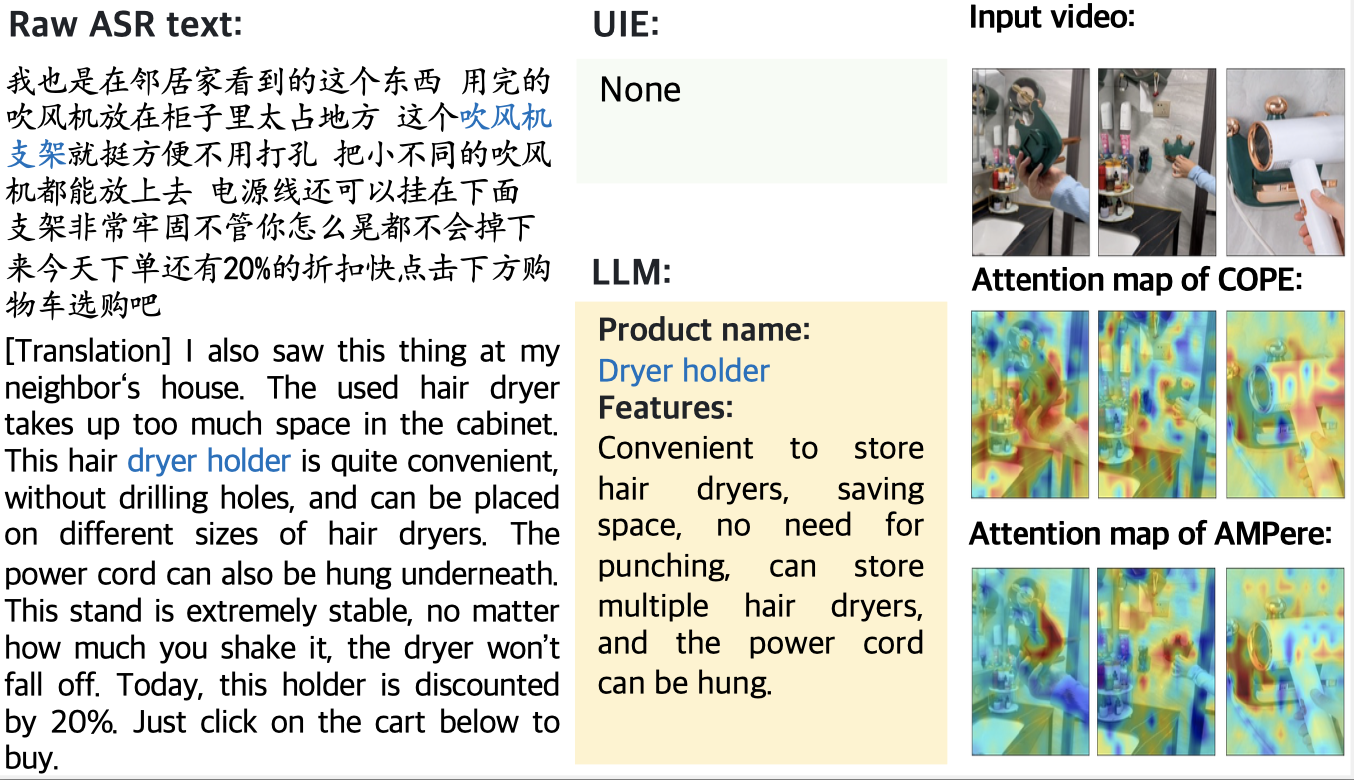 Raw ASR text:
我也是在邻居家看到的这个东西 用完的
吹风机放在柜子里太占地方 这个吹风机
支架就挺方便不用打孔 把小不同的吹风
机都能放上去 电源线还可以挂在下面
支架非常牢固不管你怎么晃都不会掉下
来今天下单还有20%的折扣快点击下方购
物车选购吧
[Translation] I also saw this thing at my
neighbor‘s house. The used hair dryer
takes up too much space in the cabinet.
This hair dryer holder is quite convenient,
without drilling holes, and can be placed
on different sizes of hair dryers. The
power cord can also be hung underneath.
This stand is extremely stable, no matter
how much you shake it, the dryer won’t
fall off. Today, this holder is discounted
by 20%. Just click on the cart below to
buy.
UIE:
None
LLM:
Product name:
Dryer holder
Features:
Convenient to store
hair dryers, saving
space, no need for
punching, can store
multiple hair dryers,
and the power cord
can be hung.
Input video:
Attention map of COPE:
Attention map of AMPere: